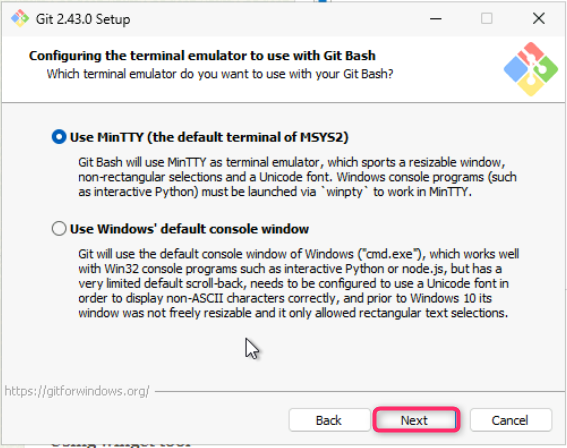 Git 2.43.0 Setup
Configuring the terminal emulator to use with Git Bash
Which terminal emulator do you want to use with your Git Bash?
Use MinTTY (the default terminal of MSYS2)
Git Bash will use MinTTY as terminal emulator, which sports a resizable window,
non-rectangular selections and a Unicode font. Windows console programs (such
as interactive Python) must be launched via `winpty` to work in MinTTY.
Use Windows' default console window
Git will use the default console window of Windows ("cmd.exe"), which works well
with Win32 console programs such as interactive Python or node.js, but has a
very limited default scroll-back, needs to be configured to use a Unicode font in
order to display non-ASCII characters correctly, and prior to Windows 10 its
window was not freely resizable and it only allowed rectangular text selections.
https://gitforwindows.org/
Back
Next
Cancel
Using winget tool